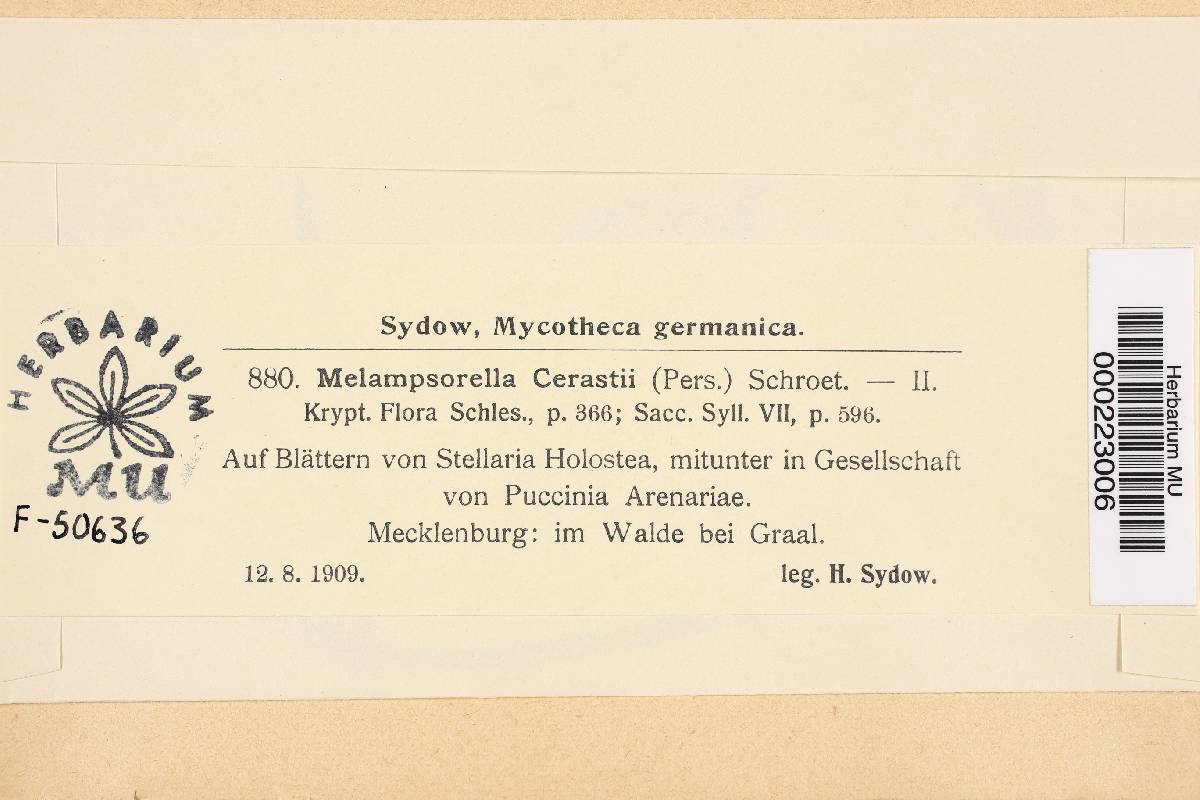 Sydow, Mycotheca germanica.
880. Melampsorella Cerastii (Pers.) Schroet. — II.
Krypt. Flora Schles., p. 366; Sacc. Syll. VII, p. 596.
Auf Blättern von Stellaria Holostea, mitunter in Gesellschaft
von Puccinia Arenariae.
Mecklenburg: im Walde bei Graal.
12. 8. 1909. leg. H. Sydow.
HERBARIUM
MU
F-50636
Herbarium MU
000223006